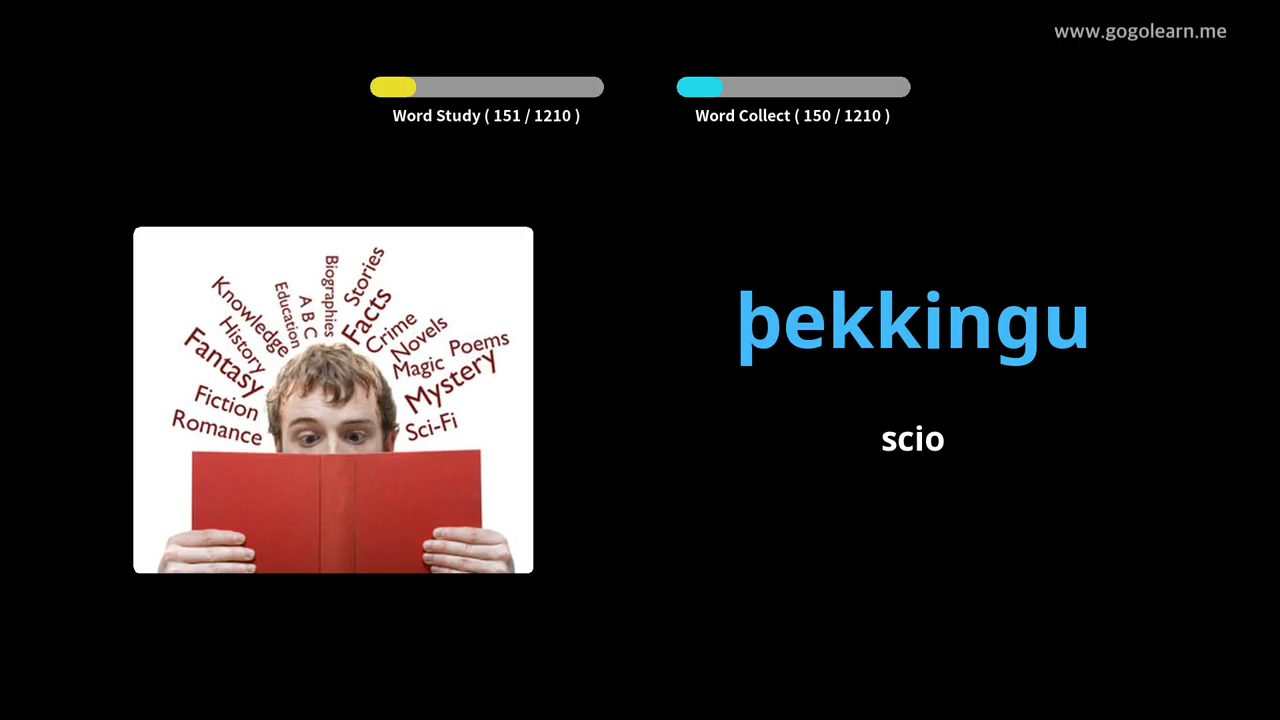 www.gogolearn.me
Word Study ( 151 / 1210 )
Word Collect ( 150 / 1210 )
Biographies
Stories
Knowledge
Education
A B C
Facts
Crime
History
Novels
Fantasy
Magic
Poems
Mystery
Fiction
Romance
Sci-Fi
þekkingu
scio